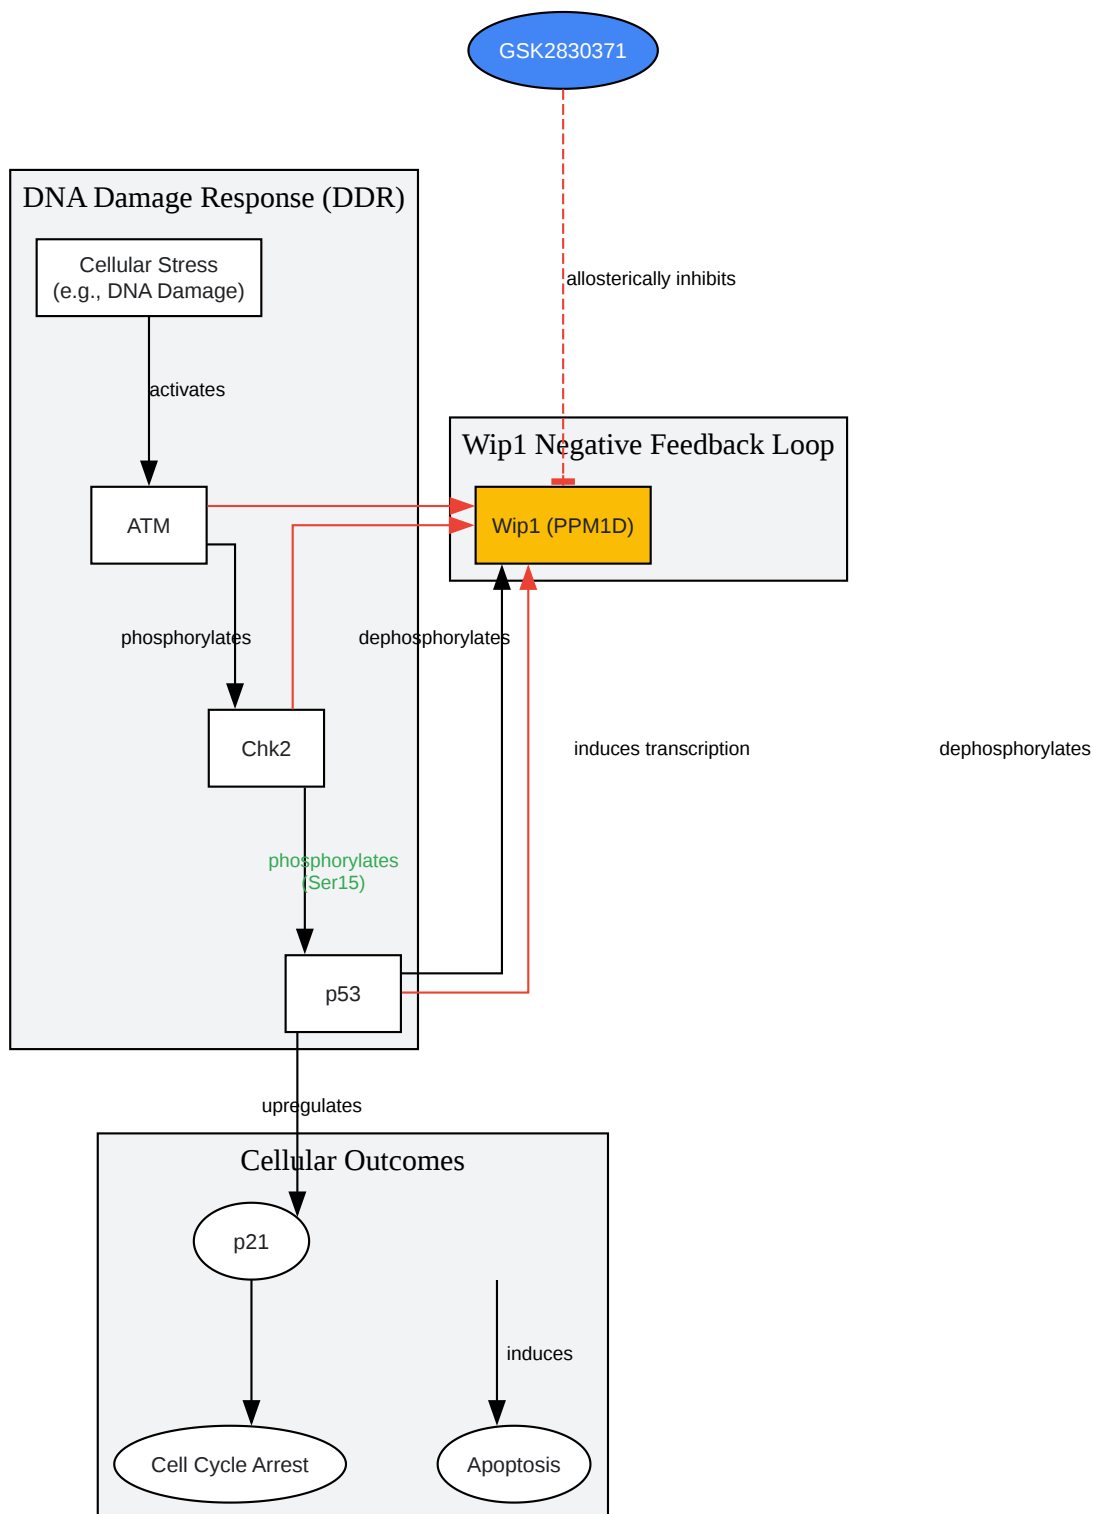 GSK2830371
DNA Damage Response (DDR)
Cellular Stress
(e.g., DNA Damage)
allosterically inhibits
activates
Wip1 Negative Feedback Loop
ATM
Wip1 (PPM1D)
phosphorylates
dephosphorylates
Chk2
induces transcription
dephosphorylates
phosphorylates
(Ser15)
p53
upregulates
Cellular Outcomes
p21
induces
Cell Cycle Arrest
Apoptosis